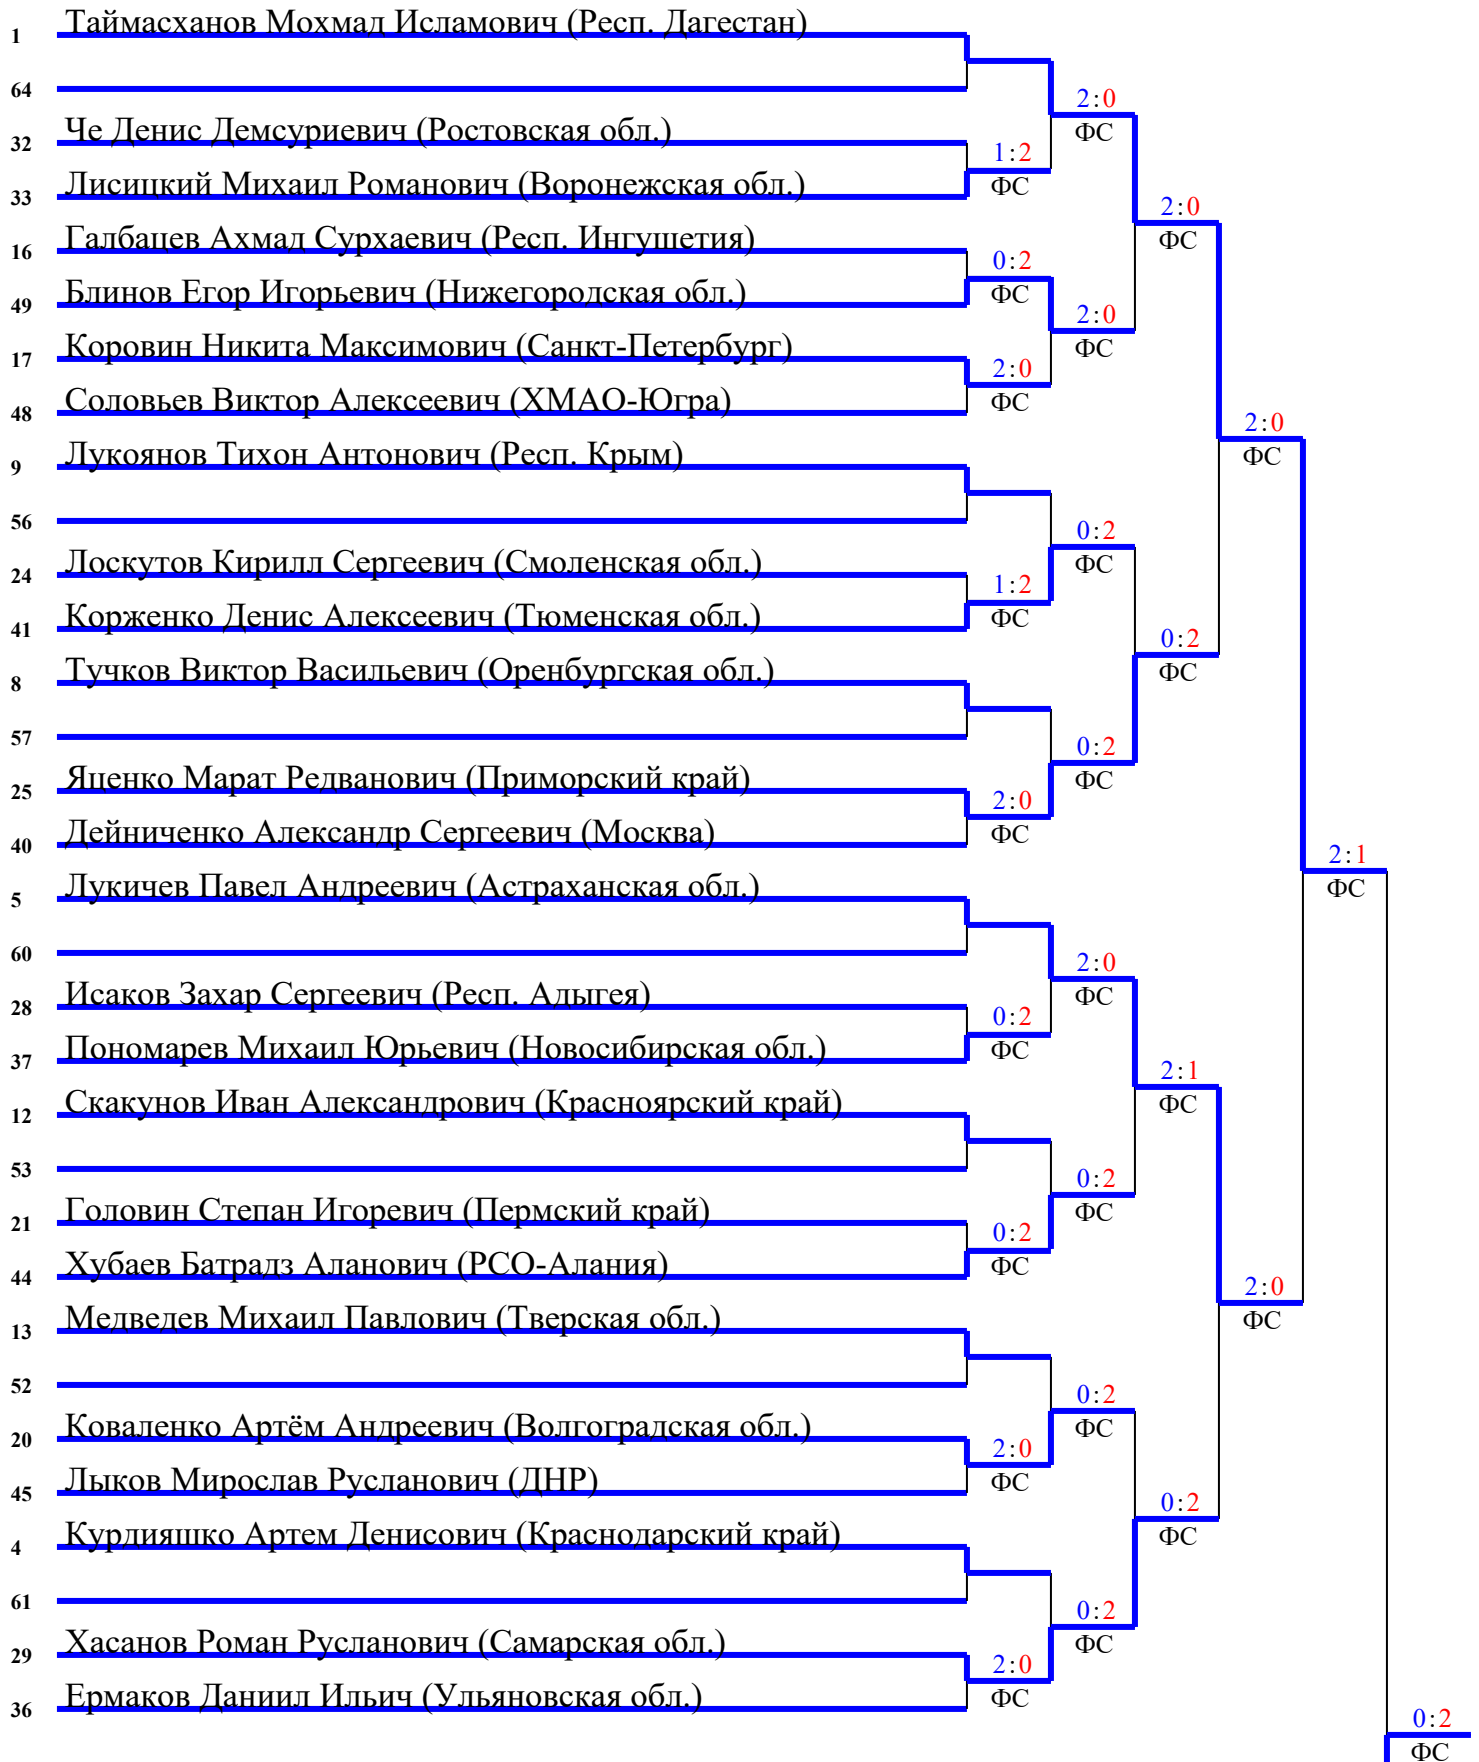 1 Таймасханов Мохмад Исламович (Респ. Дагестан)
64
2:0
ФС
32 Че Денис Демсуриевич (Ростовская обл.)
1:2
ФС
33 Лисицкий Михаил Романович (Воронежская обл.)
2:0
ФС
16 Галбацев Ахмад Сурхаевич (Респ. Ингушетия)
0:2
ФС
49 Блинов Егор Игорьевич (Нижегородская обл.)
2:0
ФС
17 Коровин Никита Максимович (Санкт-Петербург)
2:0
ФС
48 Соловьев Виктор Алексеевич (ХМАО-Югра)
2:0
ФС
9 Лукоянов Тихон Антонович (Респ. Крым)
56
0:2
ФС
24 Лоскутов Кирилл Сергеевич (Смоленская обл.)
1:2
ФС
41 Корженко Денис Алексеевич (Тюменская обл.)
0:2
ФС
8 Тучков Виктор Васильевич (Оренбургская обл.)
57
0:2
ФС
25 Яценко Марат Редванович (Приморский край)
2:0
ФС
40 Дейниченко Александр Сергеевич (Москва)
2:1
ФС
5 Лукичев Павел Андреевич (Астраханская обл.)
60
2:0
ФС
28 Исаков Захар Сергеевич (Респ. Адыгея)
0:2
ФС
37 Пономарев Михаил Юрьевич (Новосибирская обл.)
2:1
ФС
12 Скакунов Иван Александрович (Красноярский край)
53
0:2
ФС
21 Головин Степан Игоревич (Пермский край)
0:2
ФС
44 Хубаев Батрадз Аланович (РСО-Алания)
2:0
ФС
13 Медведев Михаил Павлович (Тверская обл.)
52
0:2
ФС
20 Коваленко Артём Андреевич (Волгоградская обл.)
2:0
ФС
45 Лыков Мирослав Русланович (ДНР)
0:2
ФС
4 Курдияшко Артем Денисович (Краснодарский край)
61
0:2
ФС
29 Хасанов Роман Русланович (Самарская обл.)
2:0
ФС
36 Ермаков Даниил Ильич (Ульяновская обл.)
0:2
ФС